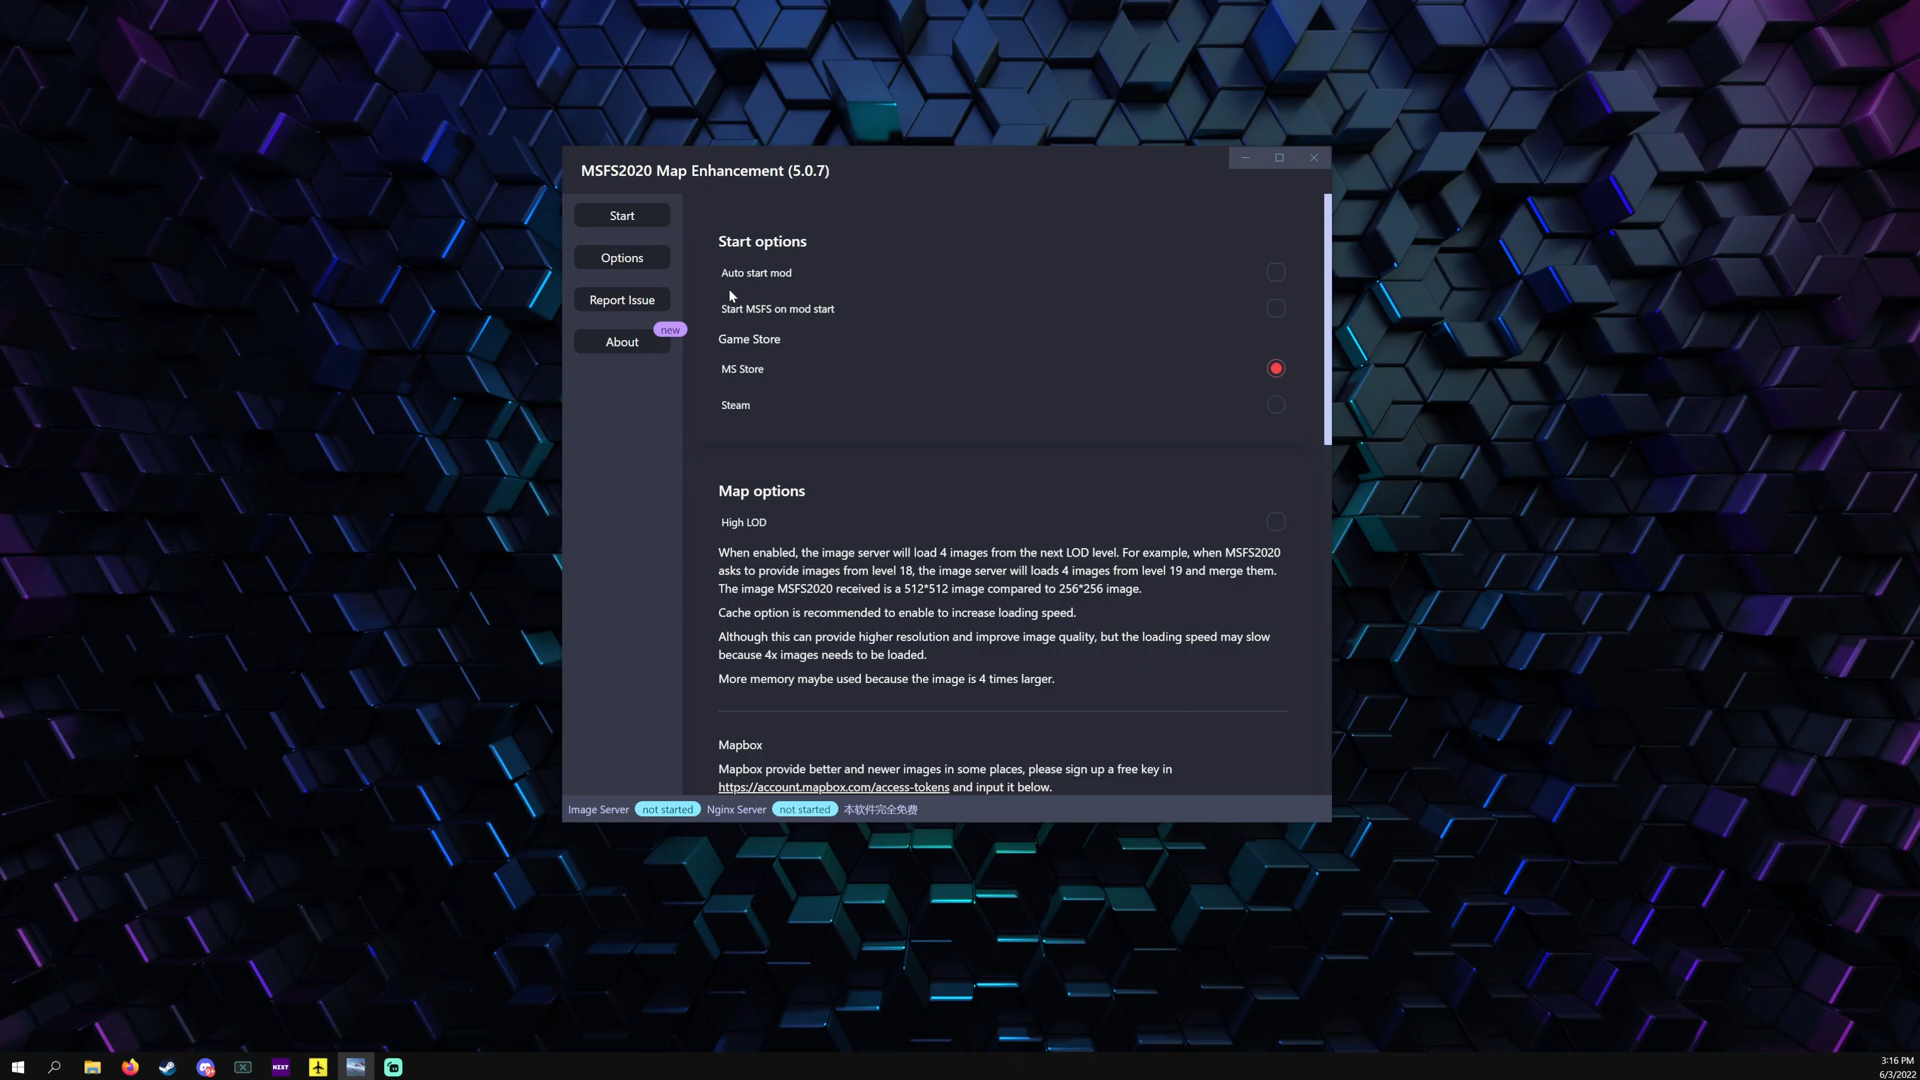 MSFS2020 Map Enhancement (5.0.7)
Start
Options
Report Issue
new
About
Start options
Auto start mod
Start MSFS on mod start
Game Store
MS Store
Steam
Map options
High LOD
When enabled, the image server will load 4 images from the next LOD level. For example, when MSFS2020
asks to provide images from level 18, the image server will loads 4 images from level 19 and merge them.
The image MSFS2020 received is a 512*512 image compared to 256*256 image.
Cache option is recommended to enable to increase loading speed.
Although this can provide higher resolution and improve image quality, but the loading speed may slow
because 4x images needs to be loaded.
More memory maybe used because the image is 4 times larger.
Mapbox
Mapbox provide better and newer images in some places, please sign up a free key in
https://account.mapbox.com/access-tokens and input it below.
Image Server not started Nginx Server not started 本软件完全免费
NZXT
3:16 PM
6/3/2022